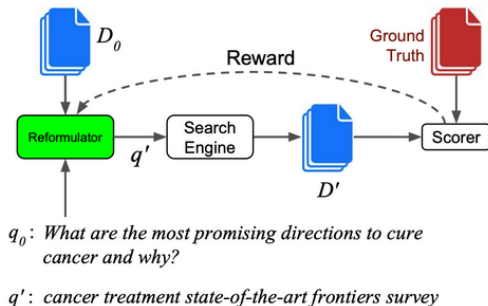 D₀
Ground
Truth
Reward
Reformulator
q'
Search
Engine
D'
Scorer
q₀: What are the most promising directions to cure
cancer and why?
q': cancer treatment state-of-the-art frontiers survey